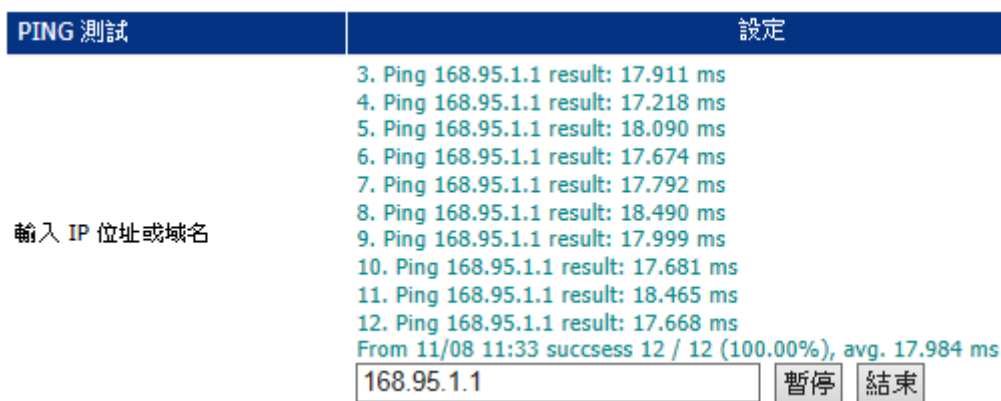 PING 測試 設定
3. Ping 168.95.1.1 result: 17.911 ms
4. Ping 168.95.1.1 result: 17.218 ms
5. Ping 168.95.1.1 result: 18.090 ms
6. Ping 168.95.1.1 result: 17.674 ms
7. Ping 168.95.1.1 result: 17.792 ms
8. Ping 168.95.1.1 result: 18.490 ms
輸入 IP 位址或域名
9. Ping 168.95.1.1 result: 17.999 ms
10. Ping 168.95.1.1 result: 17.681 ms
11. Ping 168.95.1.1 result: 18.465 ms
12. Ping 168.95.1.1 result: 17.668 ms
From 11/08 11:33 succsess 12 / 12 (100.00%), avg. 17.984 ms
168.95.1.1 暫停 結束